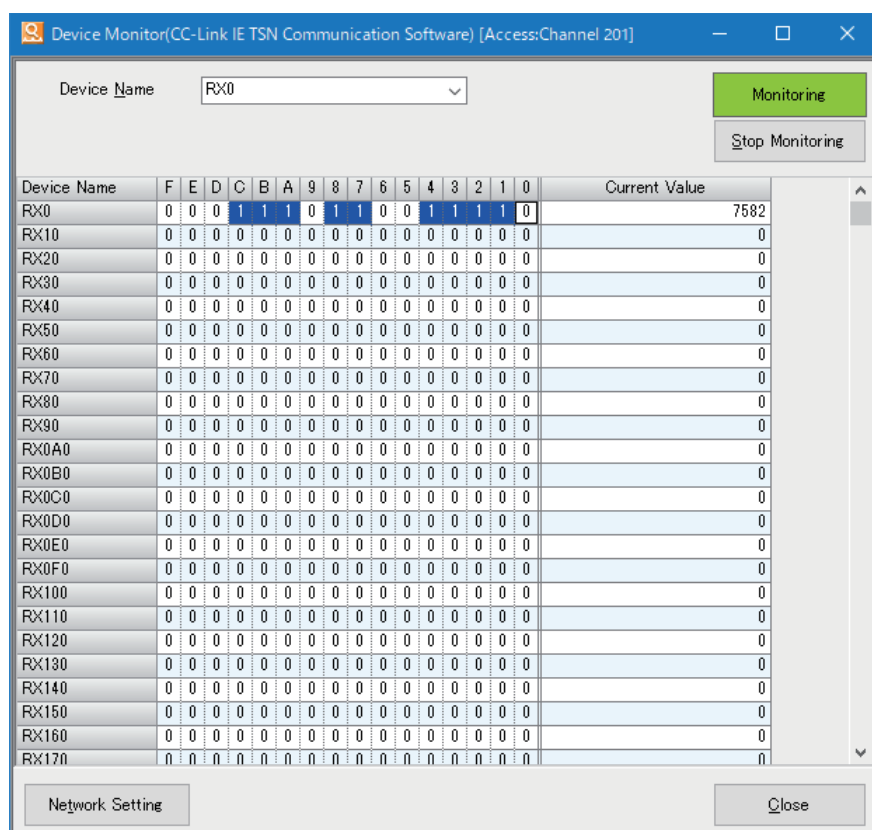 Device Monitor(CC-Link IE TSN Communication Software) [Access:Channel 201]
Device Name RX0
Monitoring
Stop Monitoring
Device Name F E D C B A 9 8 7 6 5 4 3 2 1 0 Current Value
RX0 0 0 0 1 1 1 0 1 1 0 0 1 1 1 1 0 7582
RX10 0 0 0 0 0 0 0 0 0 0 0 0 0 0 0 0 0
RX20 0 0 0 0 0 0 0 0 0 0 0 0 0 0 0 0 0
RX30 0 0 0 0 0 0 0 0 0 0 0 0 0 0 0 0 0
RX40 0 0 0 0 0 0 0 0 0 0 0 0 0 0 0 0 0
RX50 0 0 0 0 0 0 0 0 0 0 0 0 0 0 0 0 0
RX60 0 0 0 0 0 0 0 0 0 0 0 0 0 0 0 0 0
RX70 0 0 0 0 0 0 0 0 0 0 0 0 0 0 0 0 0
RX80 0 0 0 0 0 0 0 0 0 0 0 0 0 0 0 0 0
RX90 0 0 0 0 0 0 0 0 0 0 0 0 0 0 0 0 0
RX0A0 0 0 0 0 0 0 0 0 0 0 0 0 0 0 0 0 0
RX0B0 0 0 0 0 0 0 0 0 0 0 0 0 0 0 0 0 0
RX0C0 0 0 0 0 0 0 0 0 0 0 0 0 0 0 0 0 0
RX0D0 0 0 0 0 0 0 0 0 0 0 0 0 0 0 0 0 0
RX0E0 0 0 0 0 0 0 0 0 0 0 0 0 0 0 0 0 0
RX0F0 0 0 0 0 0 0 0 0 0 0 0 0 0 0 0 0 0
RX100 0 0 0 0 0 0 0 0 0 0 0 0 0 0 0 0 0
RX110 0 0 0 0 0 0 0 0 0 0 0 0 0 0 0 0 0
RX120 0 0 0 0 0 0 0 0 0 0 0 0 0 0 0 0 0
RX130 0 0 0 0 0 0 0 0 0 0 0 0 0 0 0 0 0
RX140 0 0 0 0 0 0 0 0 0 0 0 0 0 0 0 0 0
RX150 0 0 0 0 0 0 0 0 0 0 0 0 0 0 0 0 0
RX160 0 0 0 0 0 0 0 0 0 0 0 0 0 0 0 0 0
RX170 0 0 0 0 0 0 0 0 0 0 0 0 0 0 0 0 0
Network Setting
Close